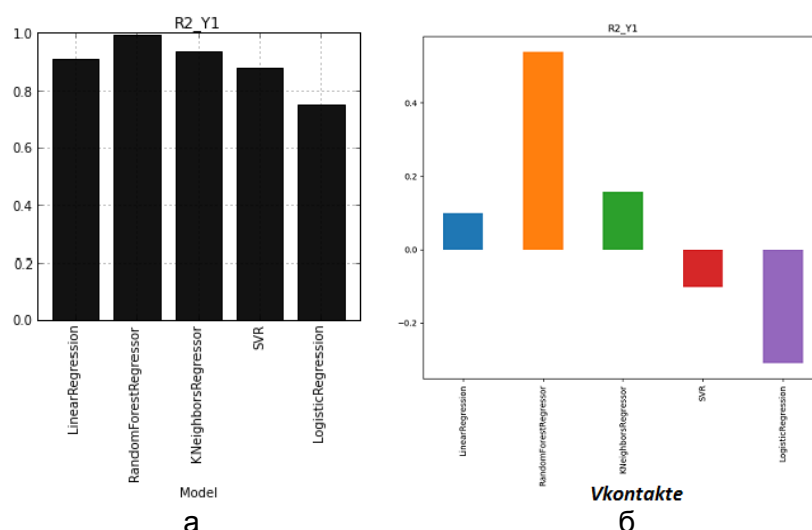 R2_Y1
1.0
0.8
0.6
0.4
0.2
0.0
LinearRegression
RandomForestRegressor
KNeighborsRegressor
SVR
LogisticRegression
Model
а
R2_Y1
0.4
0.2
0.0
−0.2
LinearRegression
RandomForestRegressor
KNeighborsRegressor
SVR
LogisticRegression
Vkontakte
б